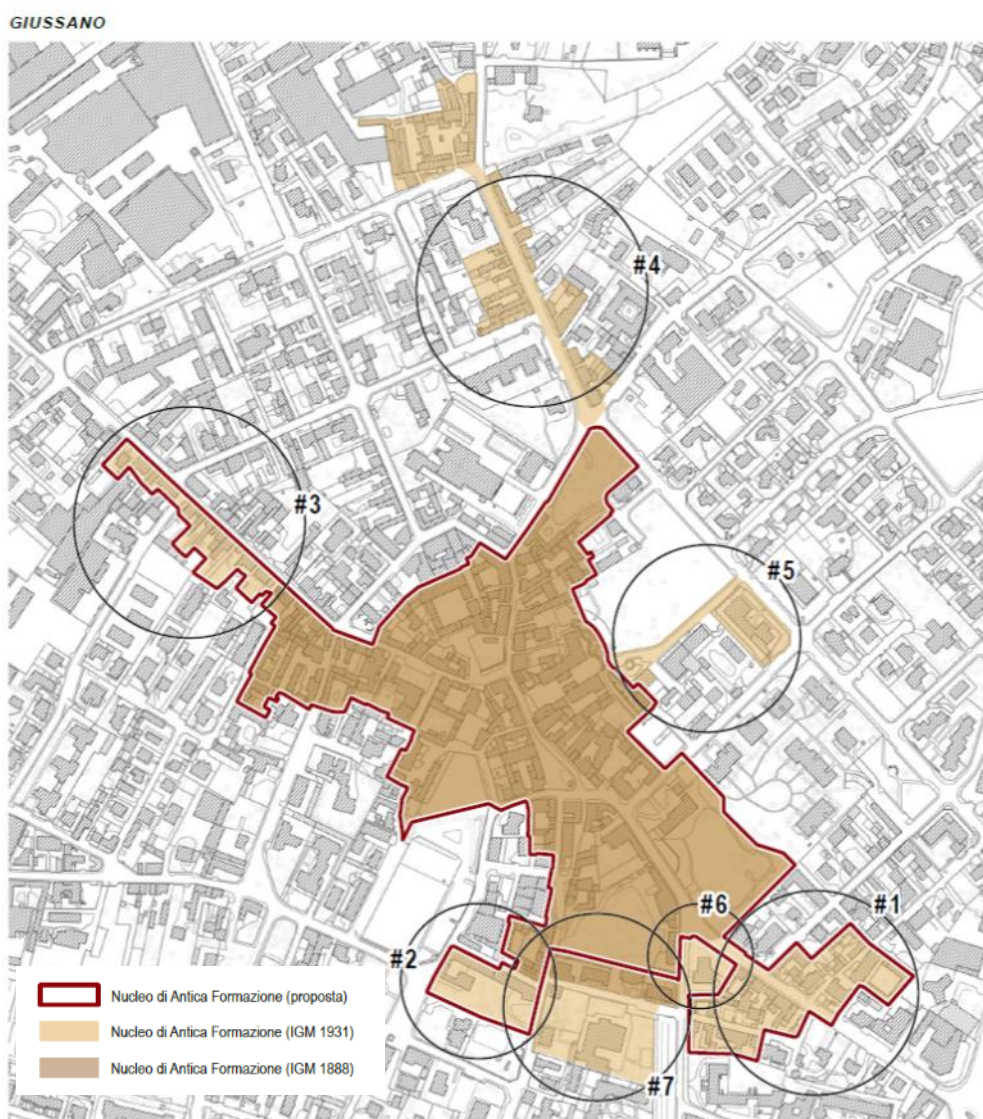 GIUSSANO
#4
#3
#5
#6
#1
#2
#7
Nucleo di Antica Formazione (proposta)
Nucleo di Antica Formazione (IGM 1931)
Nucleo di Antica Formazione (IGM 1888)